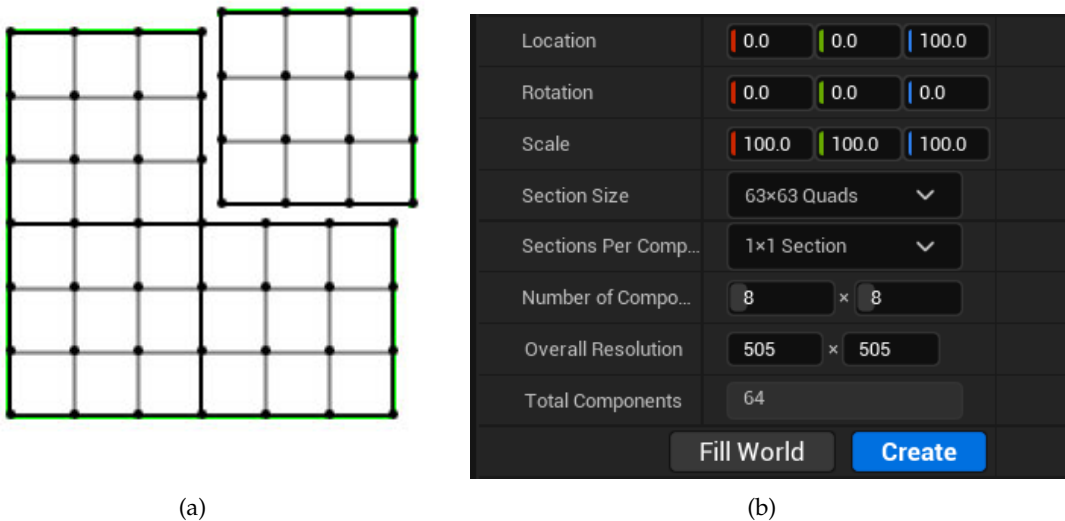 Location 0.0 0.0 100.0
Rotation 0.0 0.0 0.0
Scale 100.0 100.0 100.0
Section Size 63×63 Quads
Sections Per Comp... 1×1 Section
Number of Compo... 8 × 8
Overall Resolution 505 × 505
Total Components 64
Fill World Create
(a) (b)